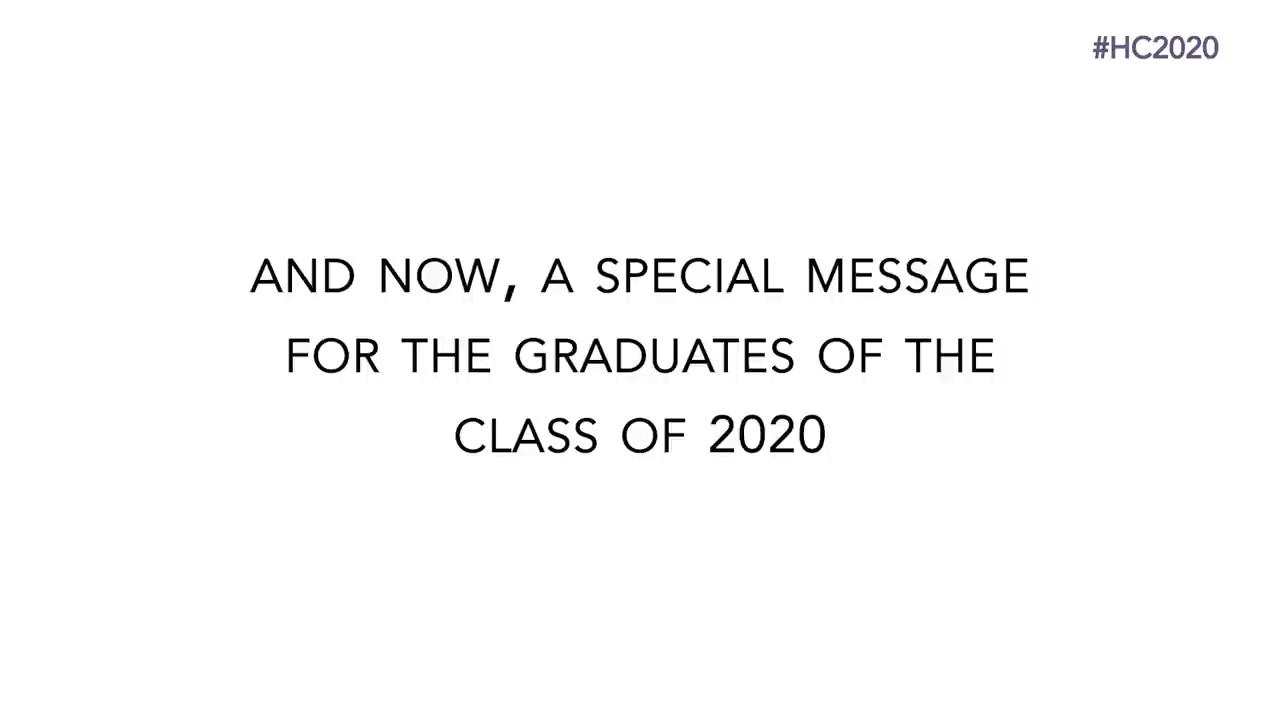 #HC2020
AND NOW, A SPECIAL MESSAGE
FOR THE GRADUATES OF THE
CLASS OF 2020